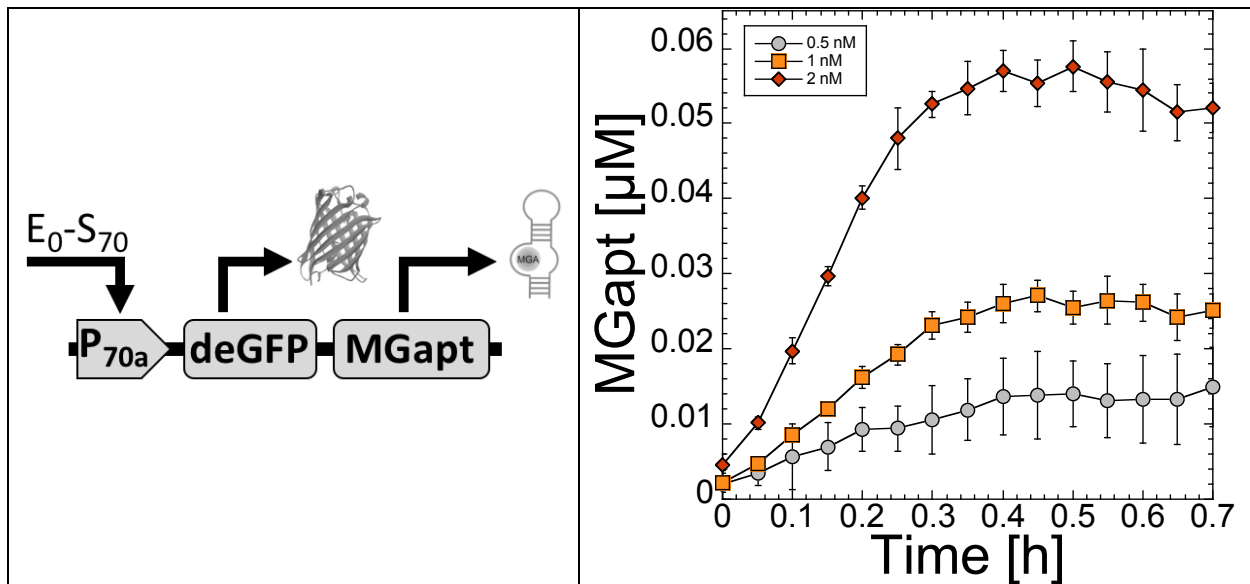 E₀-S₇₀
MGA
P₇₀ₐ deGFP MGapt
0.5 nM
1 nM
2 nM
MGapt [µM]
0.06
0.05
0.04
0.03
0.02
0.01
0
0 0.1 0.2 0.3 0.4 0.5 0.6 0.7
Time [h]